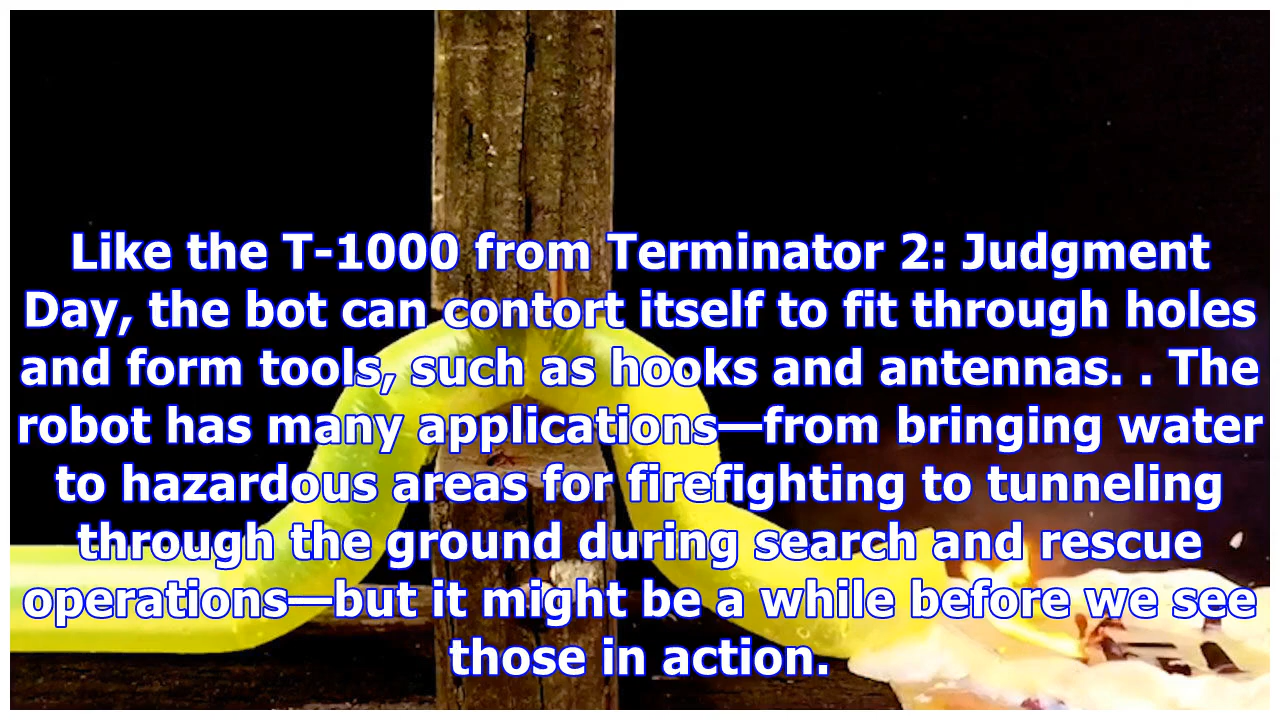 Like the T-1000 from Terminator 2: Judgment
Day, the bot can contort itself to fit through holes
and form tools, such as hooks and antennas. . The
robot has many applications—from bringing water
to hazardous areas for firefighting to tunneling
through the ground during search and rescue
operations—but it might be a while before we see
those in action.